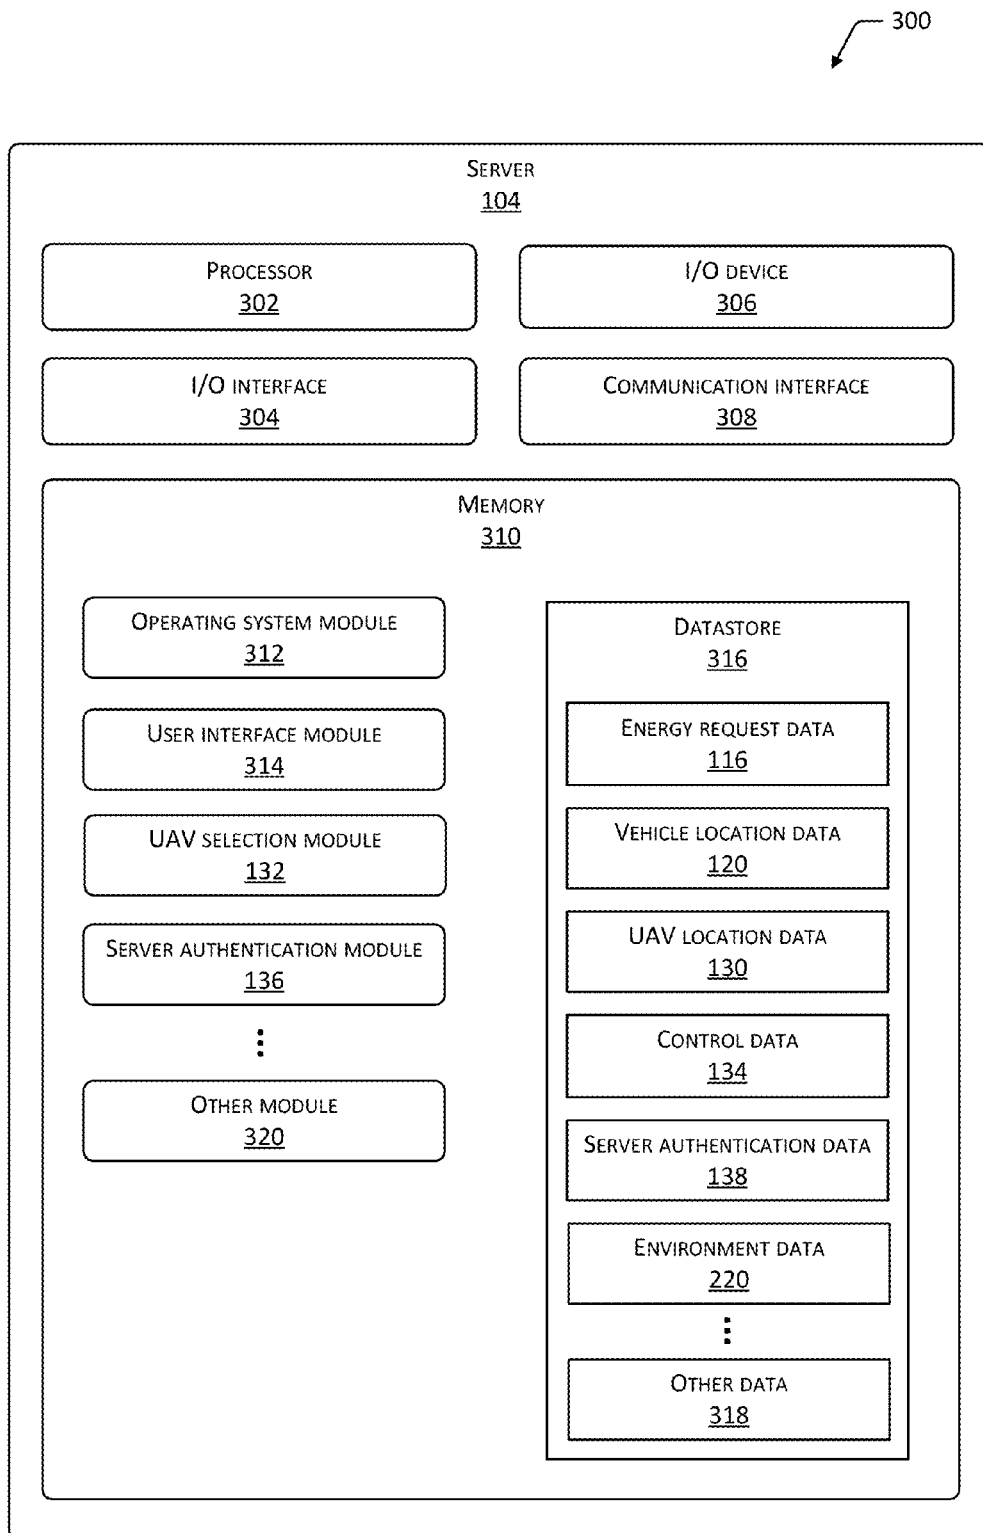 300
SERVER
104
PROCESSOR
302
I/O DEVICE
306
I/O INTERFACE
304
COMMUNICATION INTERFACE
308
MEMORY
310
OPERATING SYSTEM MODULE
312
USER INTERFACE MODULE
314
UAV SELECTION MODULE
132
SERVER AUTHENTICATION MODULE
136
OTHER MODULE
320
DATASTORE
316
ENERGY REQUEST DATA
116
VEHICLE LOCATION DATA
120
UAV LOCATION DATA
130
CONTROL DATA
134
SERVER AUTHENTICATION DATA
138
ENVIRONMENT DATA
220
OTHER DATA
318